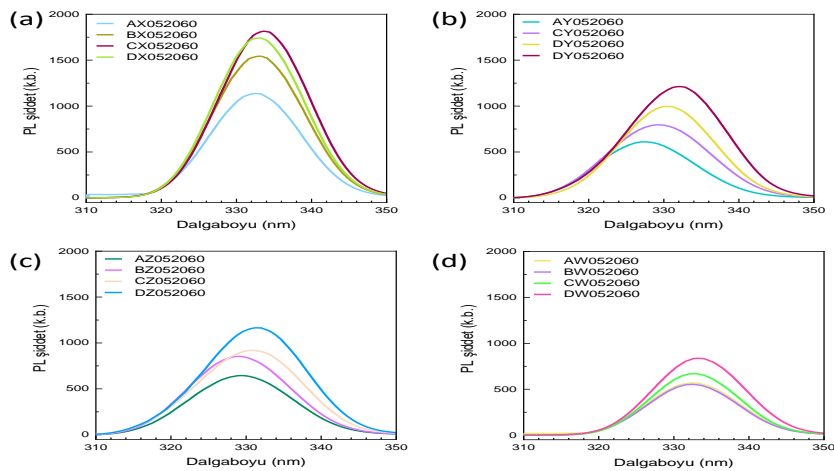 (a)
2000
1500
1000
500
0
PL şiddet (k.b.)
AX052060
BX052060
CX052060
DX052060
310 320 330 340 350
Dalgaboyu (nm)
(b)
2000
1500
1000
500
0
PL şiddet (k.b.)
AY052060
CY052060
DY052060
DY052060
310 320 330 340 350
Dalgaboyu (nm)
(c)
2000
1500
1000
500
0
PL şiddet (k.b.)
AZ052060
BZ052060
CZ052060
DZ052060
310 320 330 340 350
Dalgaboyu (nm)
(d)
2000
1500
1000
500
0
PL şiddet (k.b.)
AW052060
BW052060
CW052060
DW052060
310 320 330 340 350
Dalgaboyu (nm)